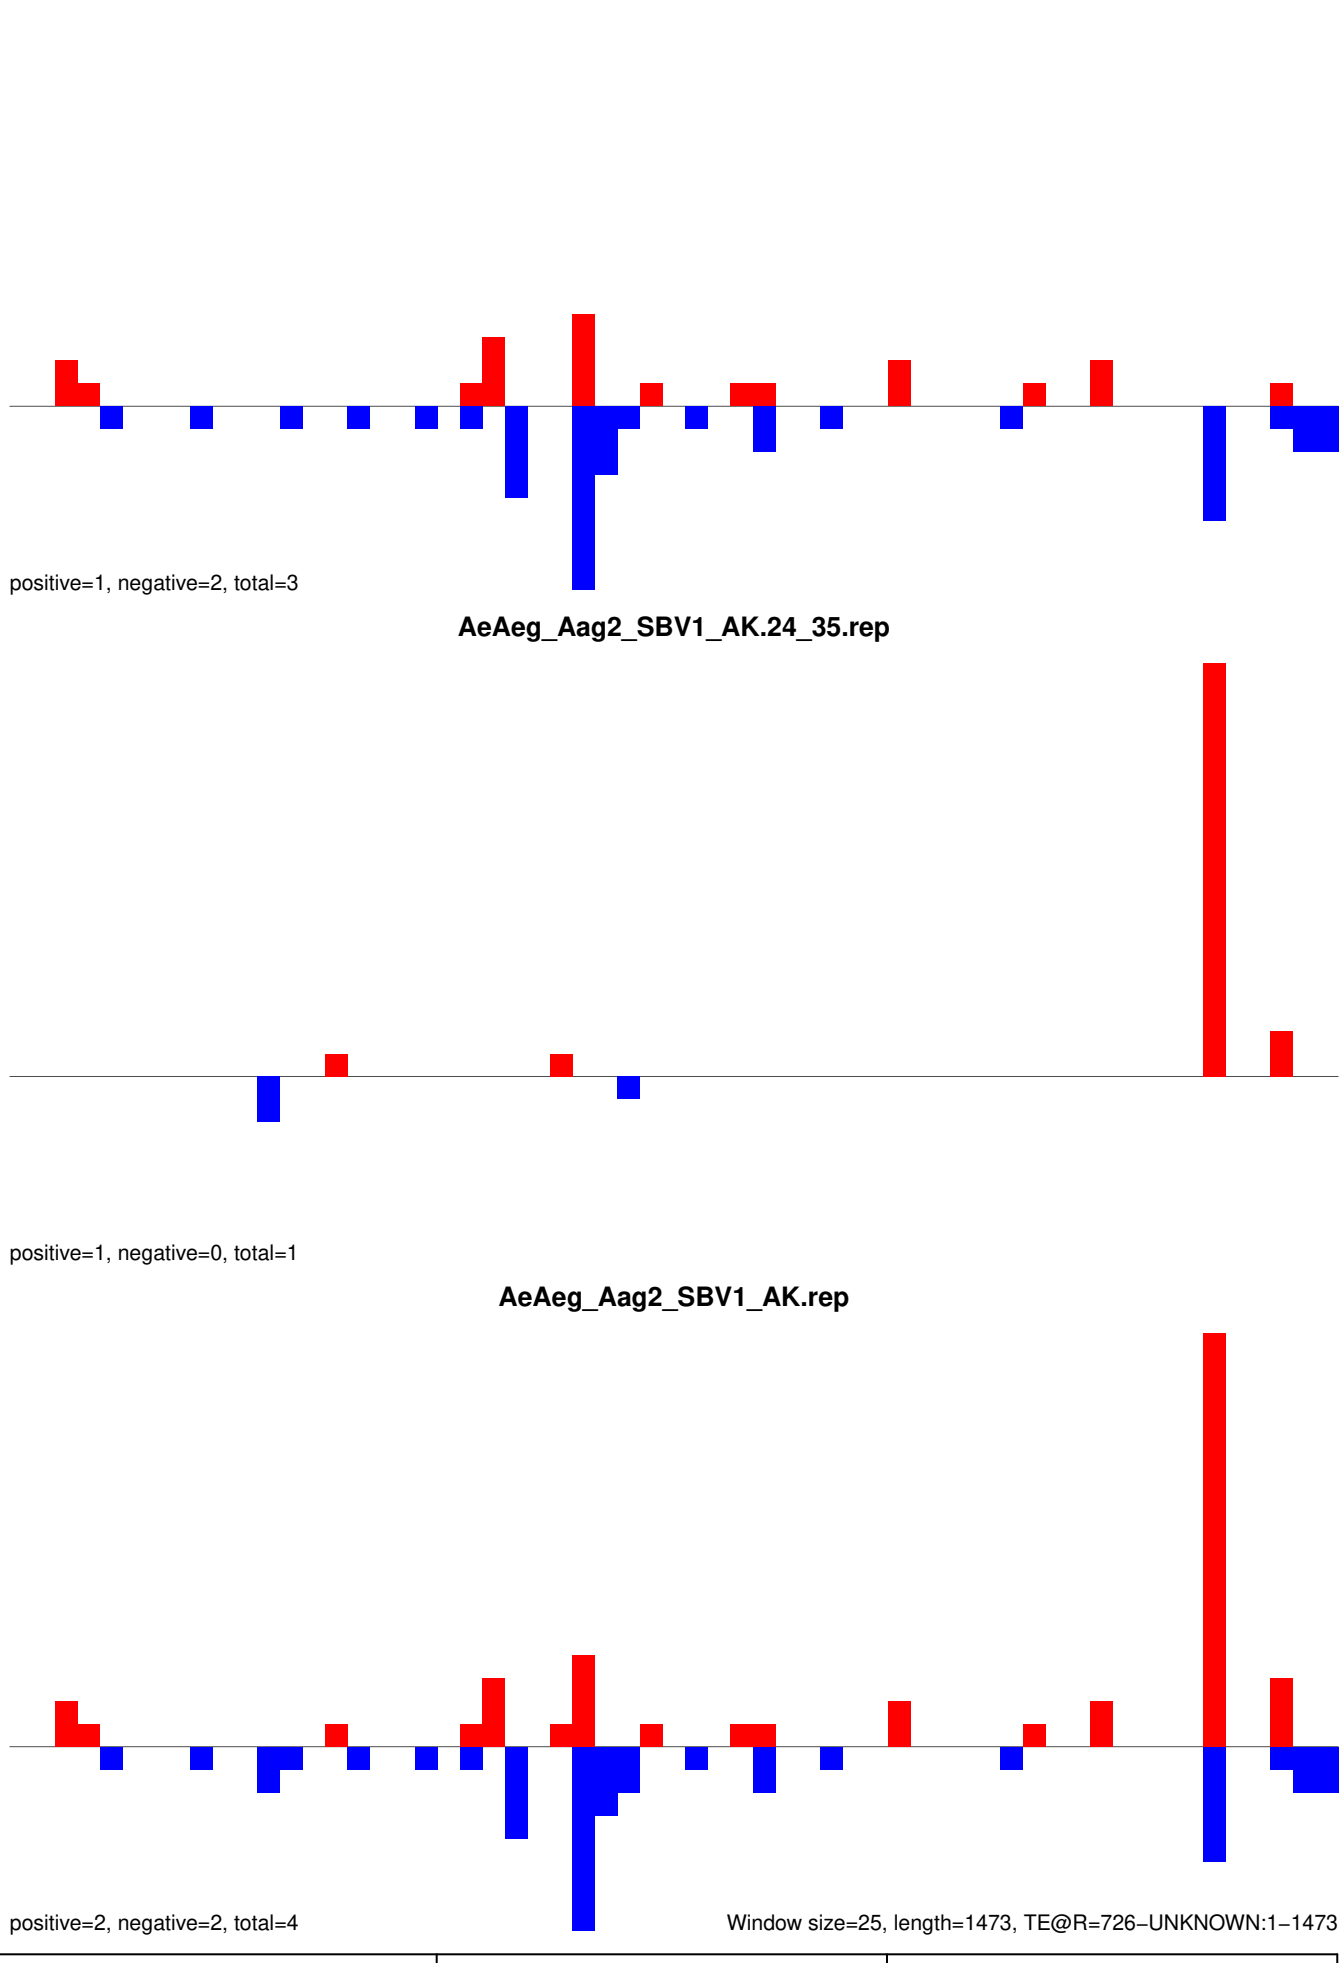 positive=1, negative=2, total=3
AeAeg_Aag2_SBV1_AK.24_35.rep
positive=1, negative=0, total=1
AeAeg_Aag2_SBV1_AK.rep
positive=2, negative=2, total=4
Window size=25, length=1473, TE@R=726−UNKNOWN:1−1473